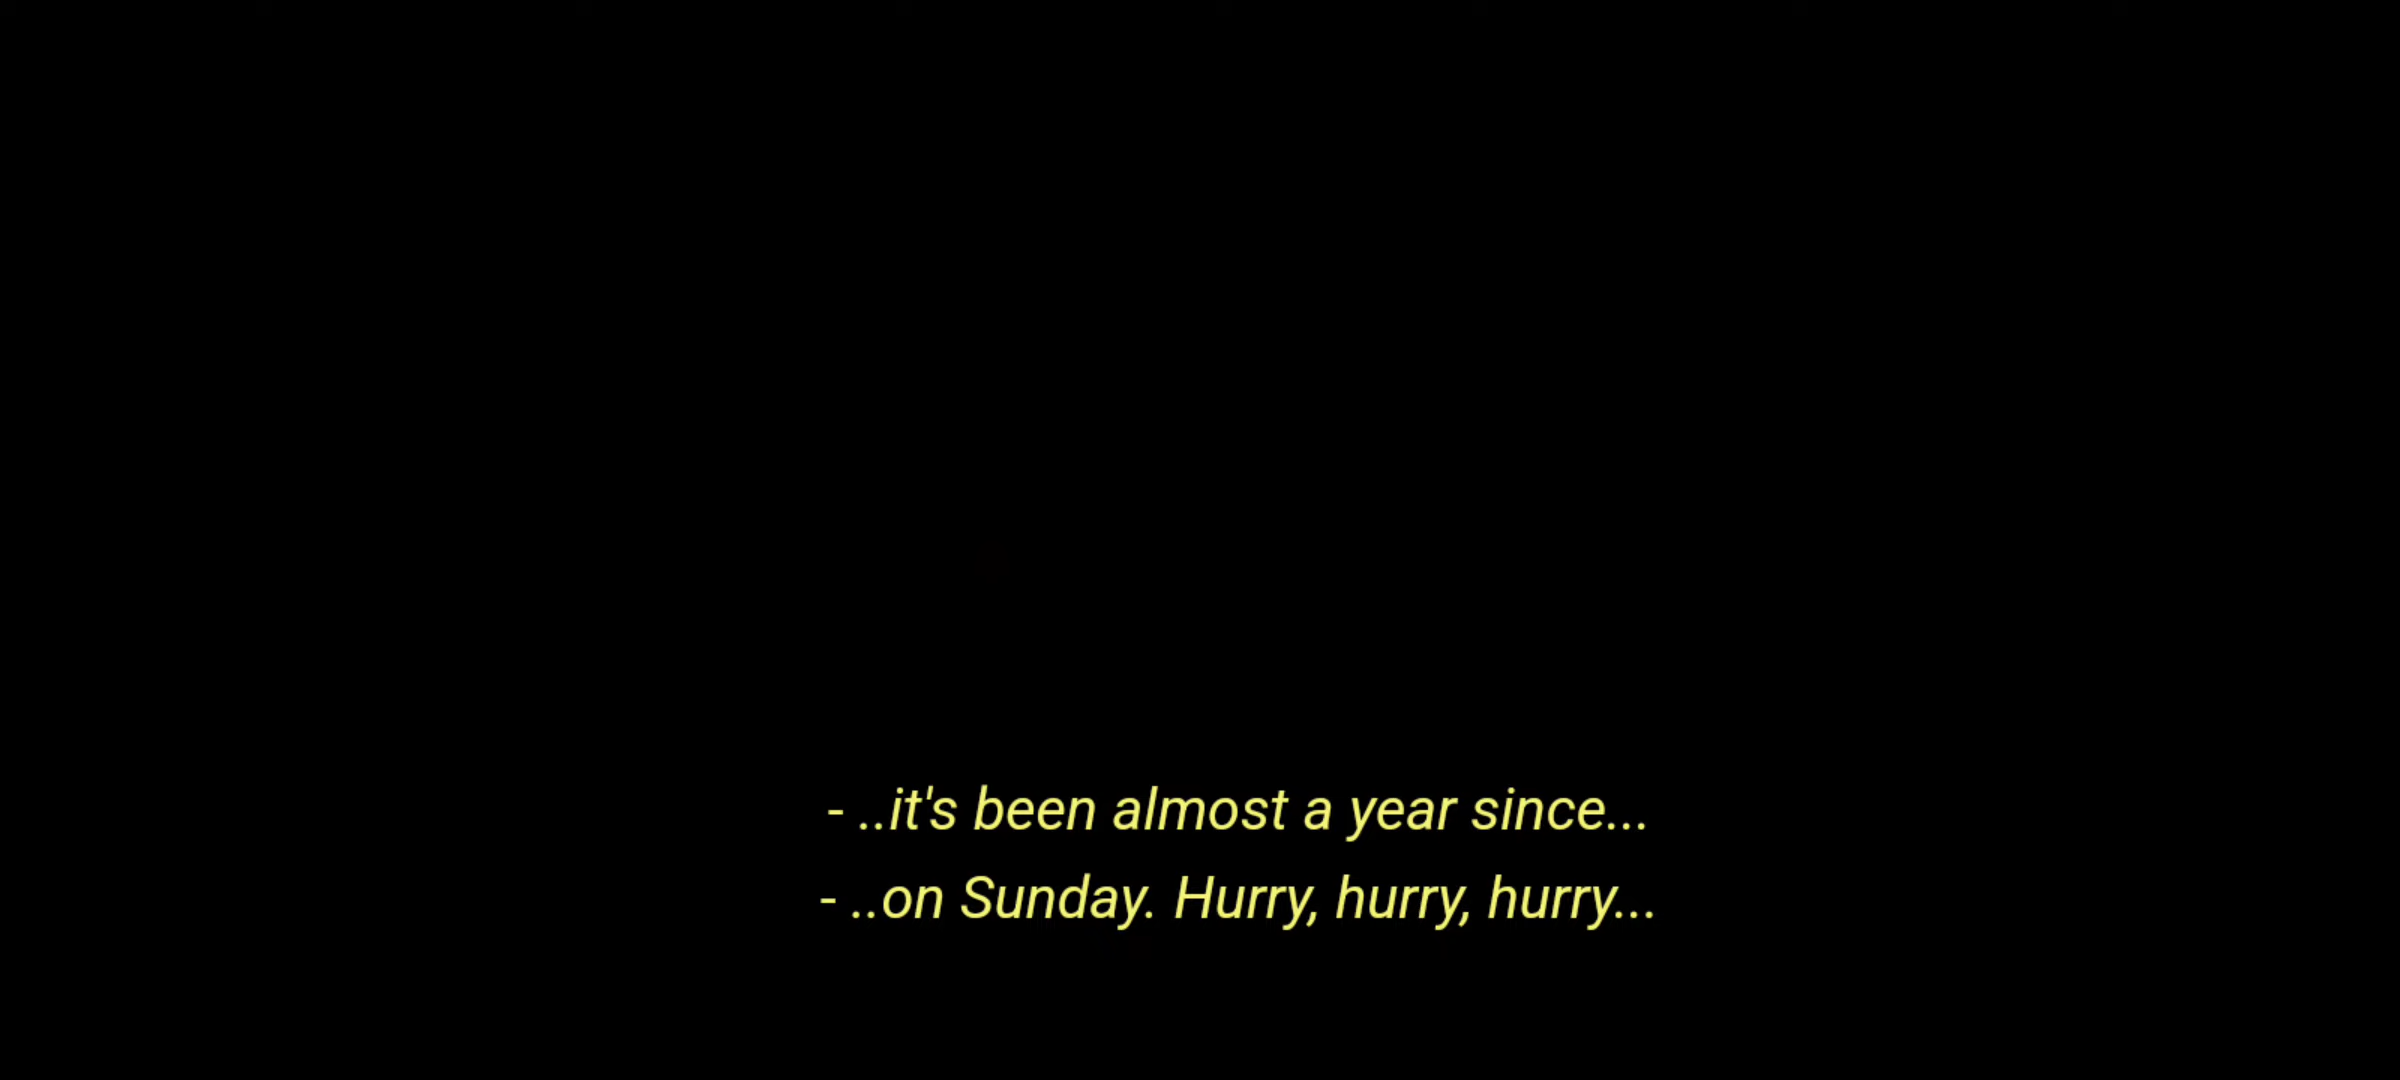 - ..it's been almost a year since...
- ..on Sunday. Hurry, hurry, hurry...